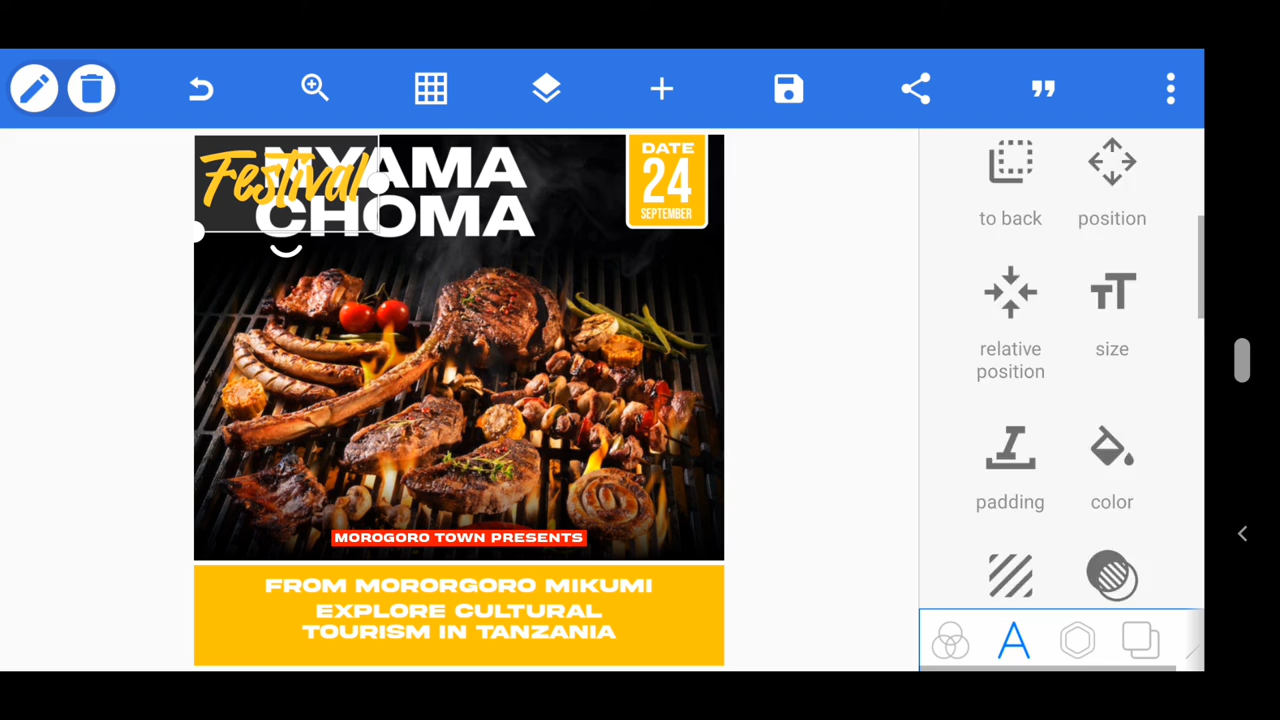 Festival
NYAMA
CHOMA
DATE
24
SEPTEMBER
MOROGORO TOWN PRESENTS
FROM MORORGORO MIKUMI
EXPLORE CULTURAL
TOURISM IN TANZANIA
to back
position
relative
position
size
padding
color